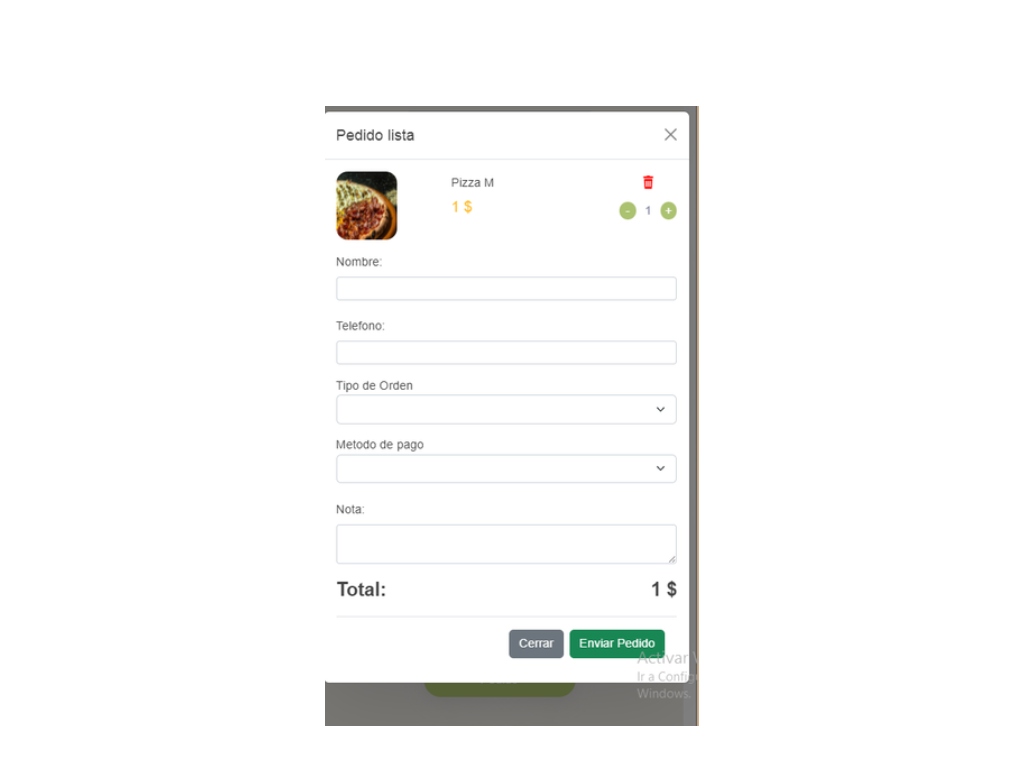 Pedido lista
Pizza M
1 $
- 1 +
Nombre:
Telefono:
Tipo de Orden
Metodo de pago
Nota:
Total: 1 $
Cerrar Enviar Pedido
Activar
Ir a Config
Windows.